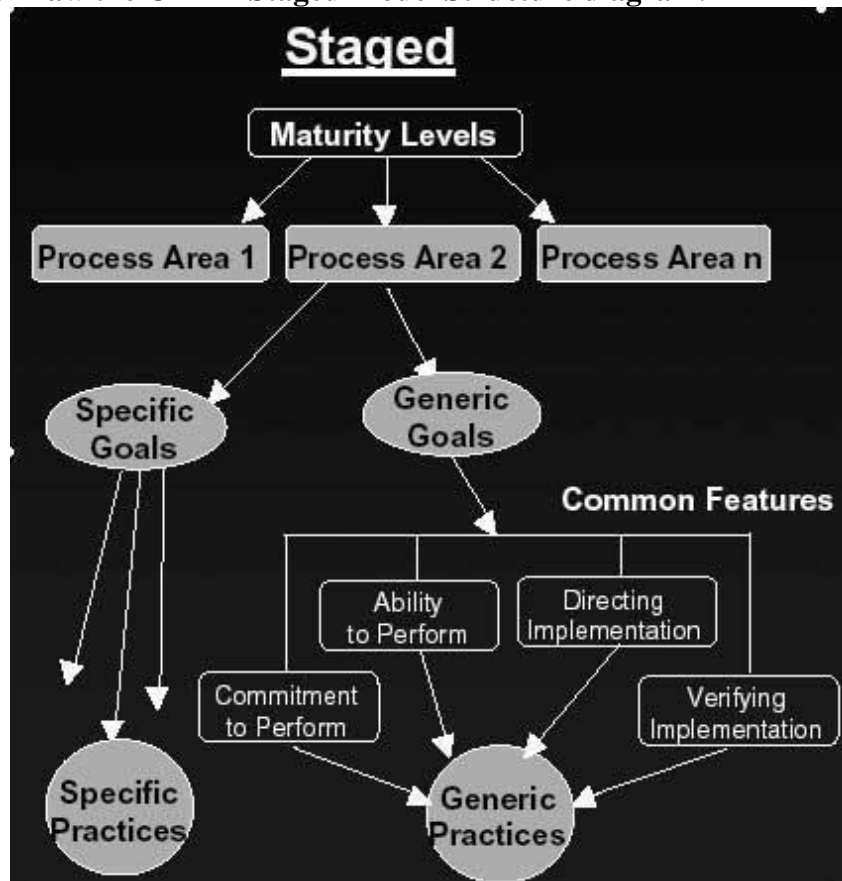 Staged
Maturity Levels
Process Area 1
Process Area 2
Process Area n
Specific
Goals
Generic
Goals
Common Features
Ability
to Perform
Directing
Implementation
Commitment
to Perform
Verifying
Implementation
Specific
Practices
Generic
Practices